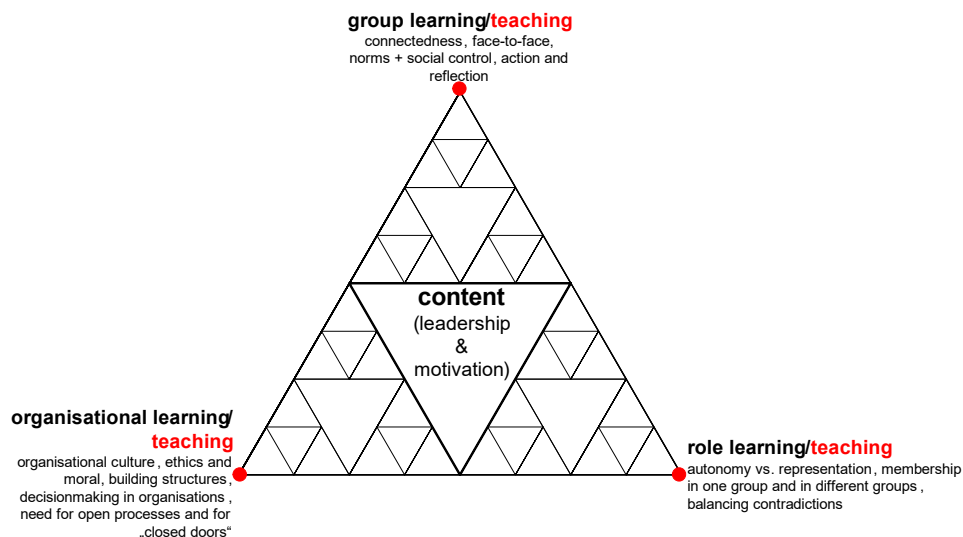 group learning/teaching
connectedness, face-to-face,
norms + social control, action and
reflection
content
(leadership
&
motivation)
organisational learning/
teaching
organisational culture, ethics and
moral, building structures,
decisionmaking in organisations,
need for open processes and for
„closed doors“
role learning/teaching
autonomy vs. representation, membership
in one group and in different groups,
balancing contradictions